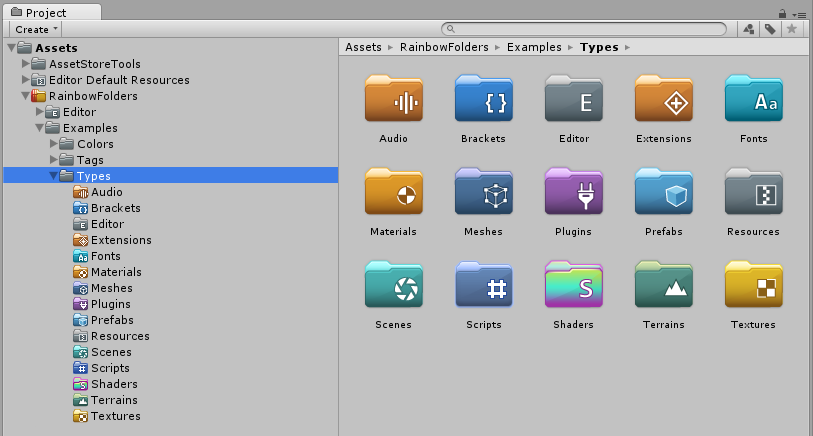 Project
Create
Assets
AssetStoreTools
Editor Default Resources
RainbowFolders
Editor
Examples
Colors
Tags
Types
Audio
Brackets
Editor
Extensions
Fonts
Materials
Meshes
Plugins
Prefabs
Resources
Scenes
Scripts
Shaders
Terrains
Textures
Assets RainbowFolders Examples Types
{ } E Aa
Audio Brackets Editor Extensions Fonts
Materials Meshes Plugins Prefabs Resources
# S
Scenes Scripts Shaders Terrains Textures